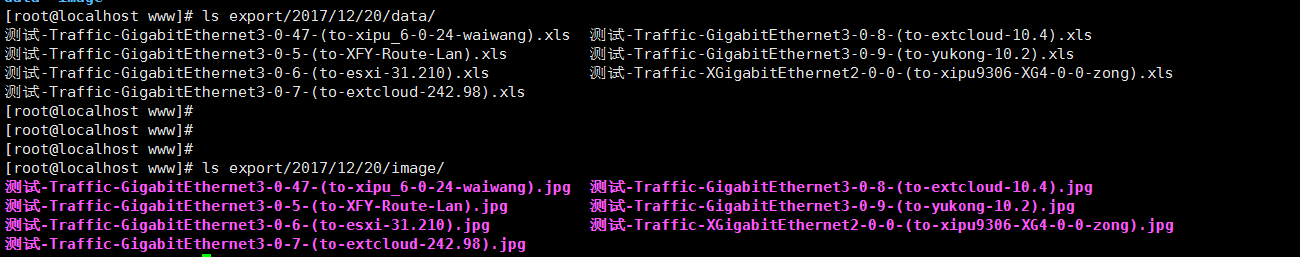 [root@localhost www]# ls export/2017/12/20/data/
测试-Traffic-GigabitEthernet3-0-47-(to-xipu_6-0-24-waiwang).xls  测试-Traffic-GigabitEthernet3-0-8-(to-extcloud-10.4).xls
测试-Traffic-GigabitEthernet3-0-5-(to-XFY-Route-Lan).xls  测试-Traffic-GigabitEthernet3-0-9-(to-yukong-10.2).xls
测试-Traffic-GigabitEthernet3-0-6-(to-esxi-31.210).xls  测试-Traffic-XGigabitEthernet2-0-0-(to-xipu9306-XG4-0-0-zong).xls
测试-Traffic-GigabitEthernet3-0-7-(to-extcloud-242.98).xls
[root@localhost www]#
[root@localhost www]#
[root@localhost www]#
[root@localhost www]# ls export/2017/12/20/image/
测试-Traffic-GigabitEthernet3-0-47-(to-xipu_6-0-24-waiwang).jpg  测试-Traffic-GigabitEthernet3-0-8-(to-extcloud-10.4).jpg
测试-Traffic-GigabitEthernet3-0-5-(to-XFY-Route-Lan).jpg  测试-Traffic-GigabitEthernet3-0-9-(to-yukong-10.2).jpg
测试-Traffic-GigabitEthernet3-0-6-(to-esxi-31.210).jpg  测试-Traffic-XGigabitEthernet2-0-0-(to-xipu9306-XG4-0-0-zong).jpg
测试-Traffic-GigabitEthernet3-0-7-(to-extcloud-242.98).jpg